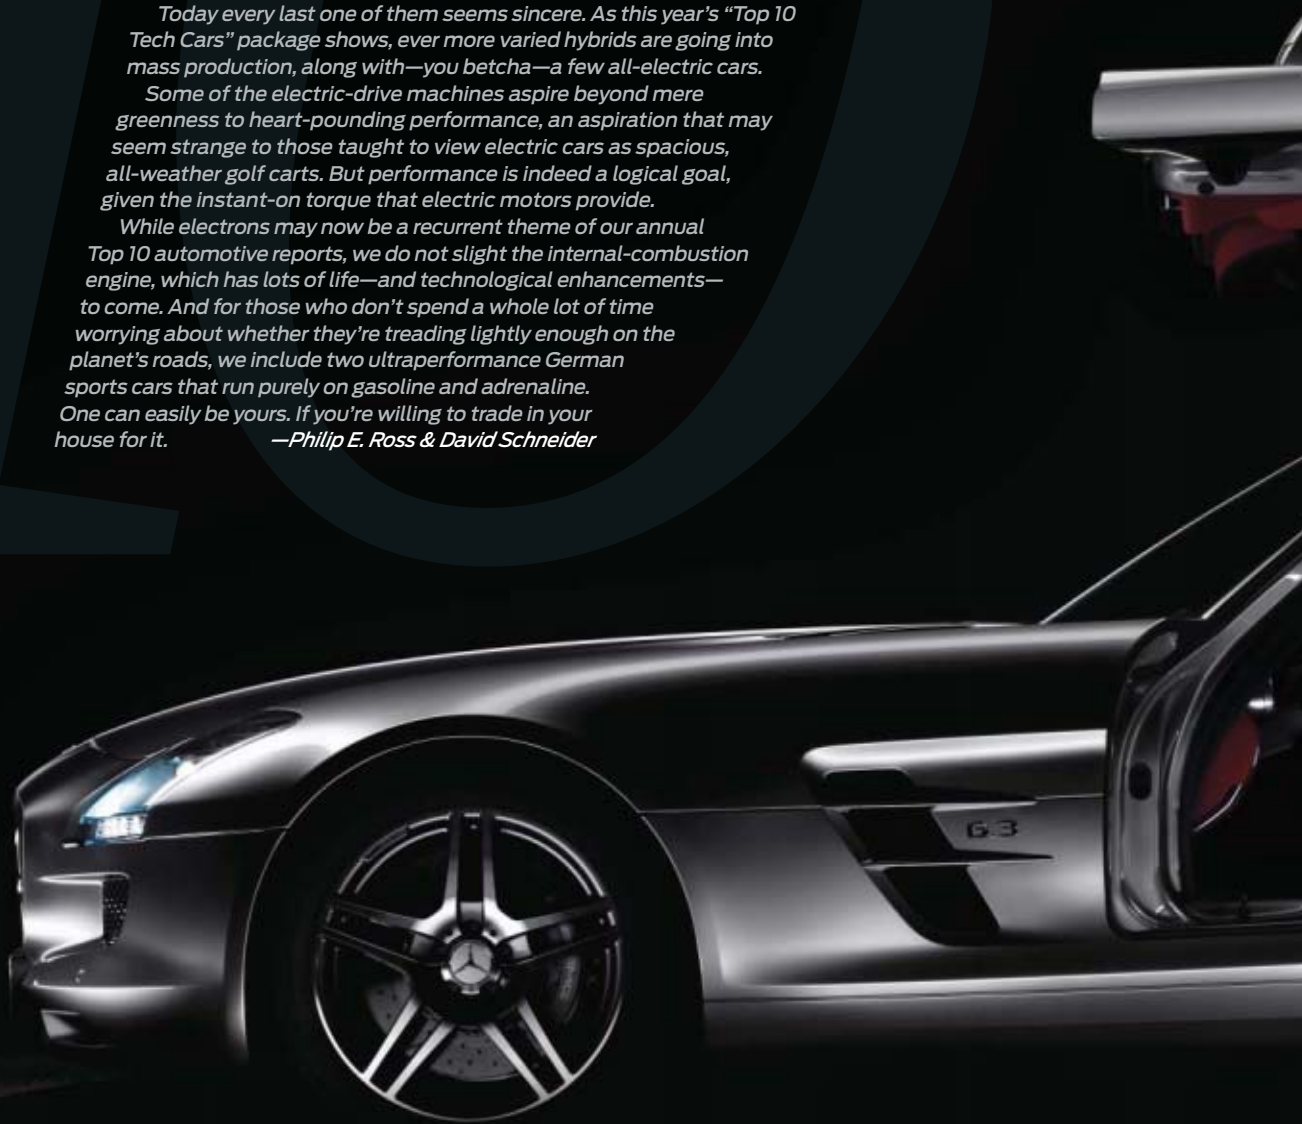 Today every last one of them seems sincere. As this year’s “Top 10
Tech Cars” package shows, ever more varied hybrids are going into
mass production, along with—you betcha—a few all-electric cars.
Some of the electric-drive machines aspire beyond mere
greenness to heart-pounding performance, an aspiration that may
seem strange to those taught to view electric cars as spacious,
all-weather golf carts. But performance is indeed a logical goal,
given the instant-on torque that electric motors provide.
While electrons may now be a recurrent theme of our annual
Top 10 automotive reports, we do not slight the internal-combustion
engine, which has lots of life—and technological enhancements—
to come. And for those who don’t spend a whole lot of time
worrying about whether they’re treading lightly enough on the
planet’s roads, we include two ultraperformance German
sports cars that run purely on gasoline and adrenaline.
One can easily be yours. If you’re willing to trade in your
house for it. —Philip E. Ross & David Schneider
10
6.3